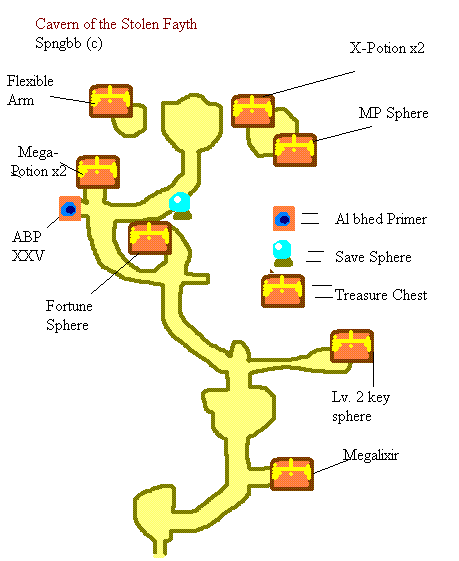 Cavern of the Stolen Fayth
Spngbb (c)
X-Potion x2
Flexible
Arm
MP Sphere
Mega-
Potion x2
Al bhed Primer
ABP
XXV
Save Sphere
Treasure Chest
Fortune
Sphere
Lv. 2 key
sphere
Megalixir